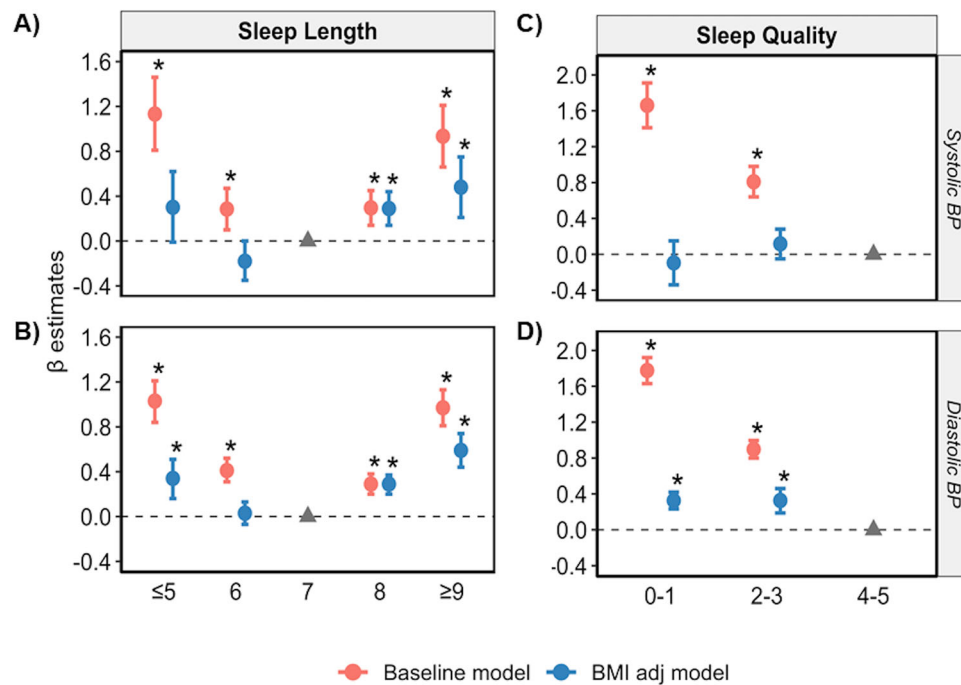 A)
Sleep Length
1.6
1.2
0.8
0.4
0.0
-0.4
* * * * * *
B)
1.6
1.2
0.8
0.4
0.0
-0.4
* * * * * * *
≤5 6 7 8 ≥9
β estimates
C)
Sleep Quality
2.0
1.6
1.2
0.8
0.4
0.0
-0.4
* *
Systolic BP
D)
2.0
1.6
1.2
0.8
0.4
0.0
-0.4
* * * *
Diastolic BP
0-1 2-3 4-5
Baseline model BMI adj model